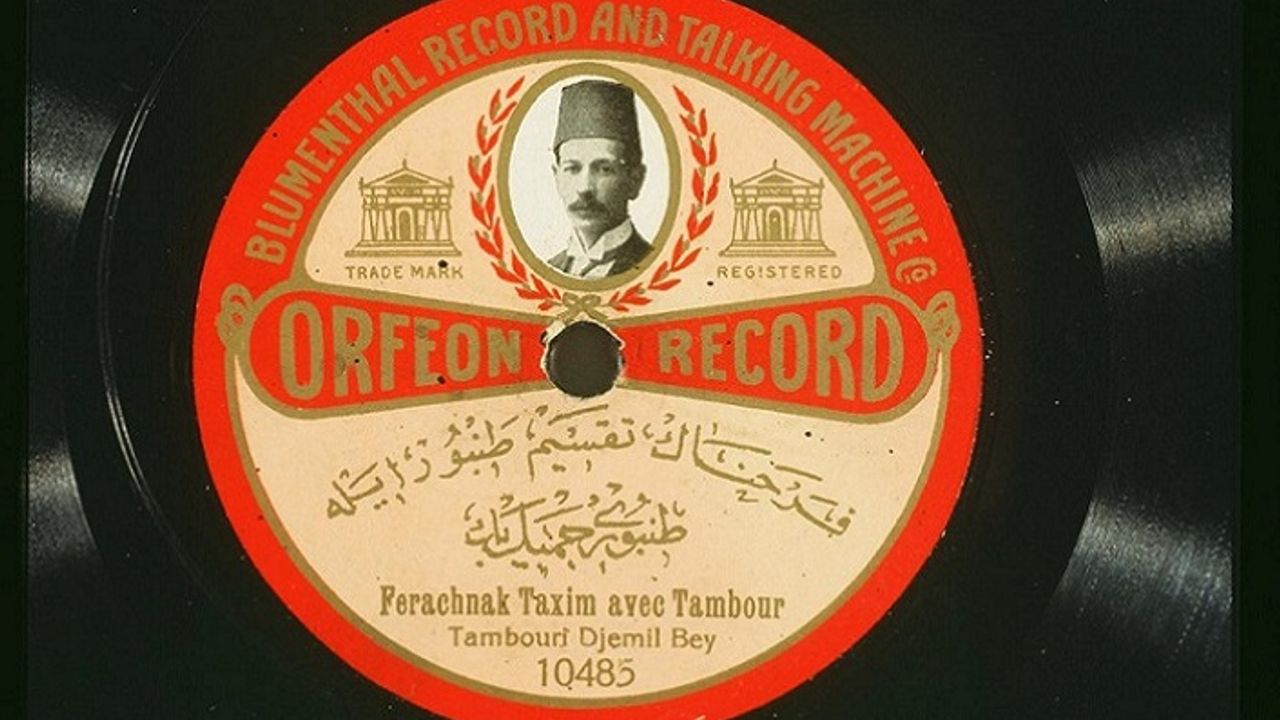 BLUMENTHAL RECORD AND TALKING MACHINE Co
TRADE MARK
REGISTERED
ORFEON RECORD
فرحناك تقسيم طنبور ايله
طنبوری جميل بك
Ferachnak Taxim avec Tambour
Tambouri Djemil Bey
10485